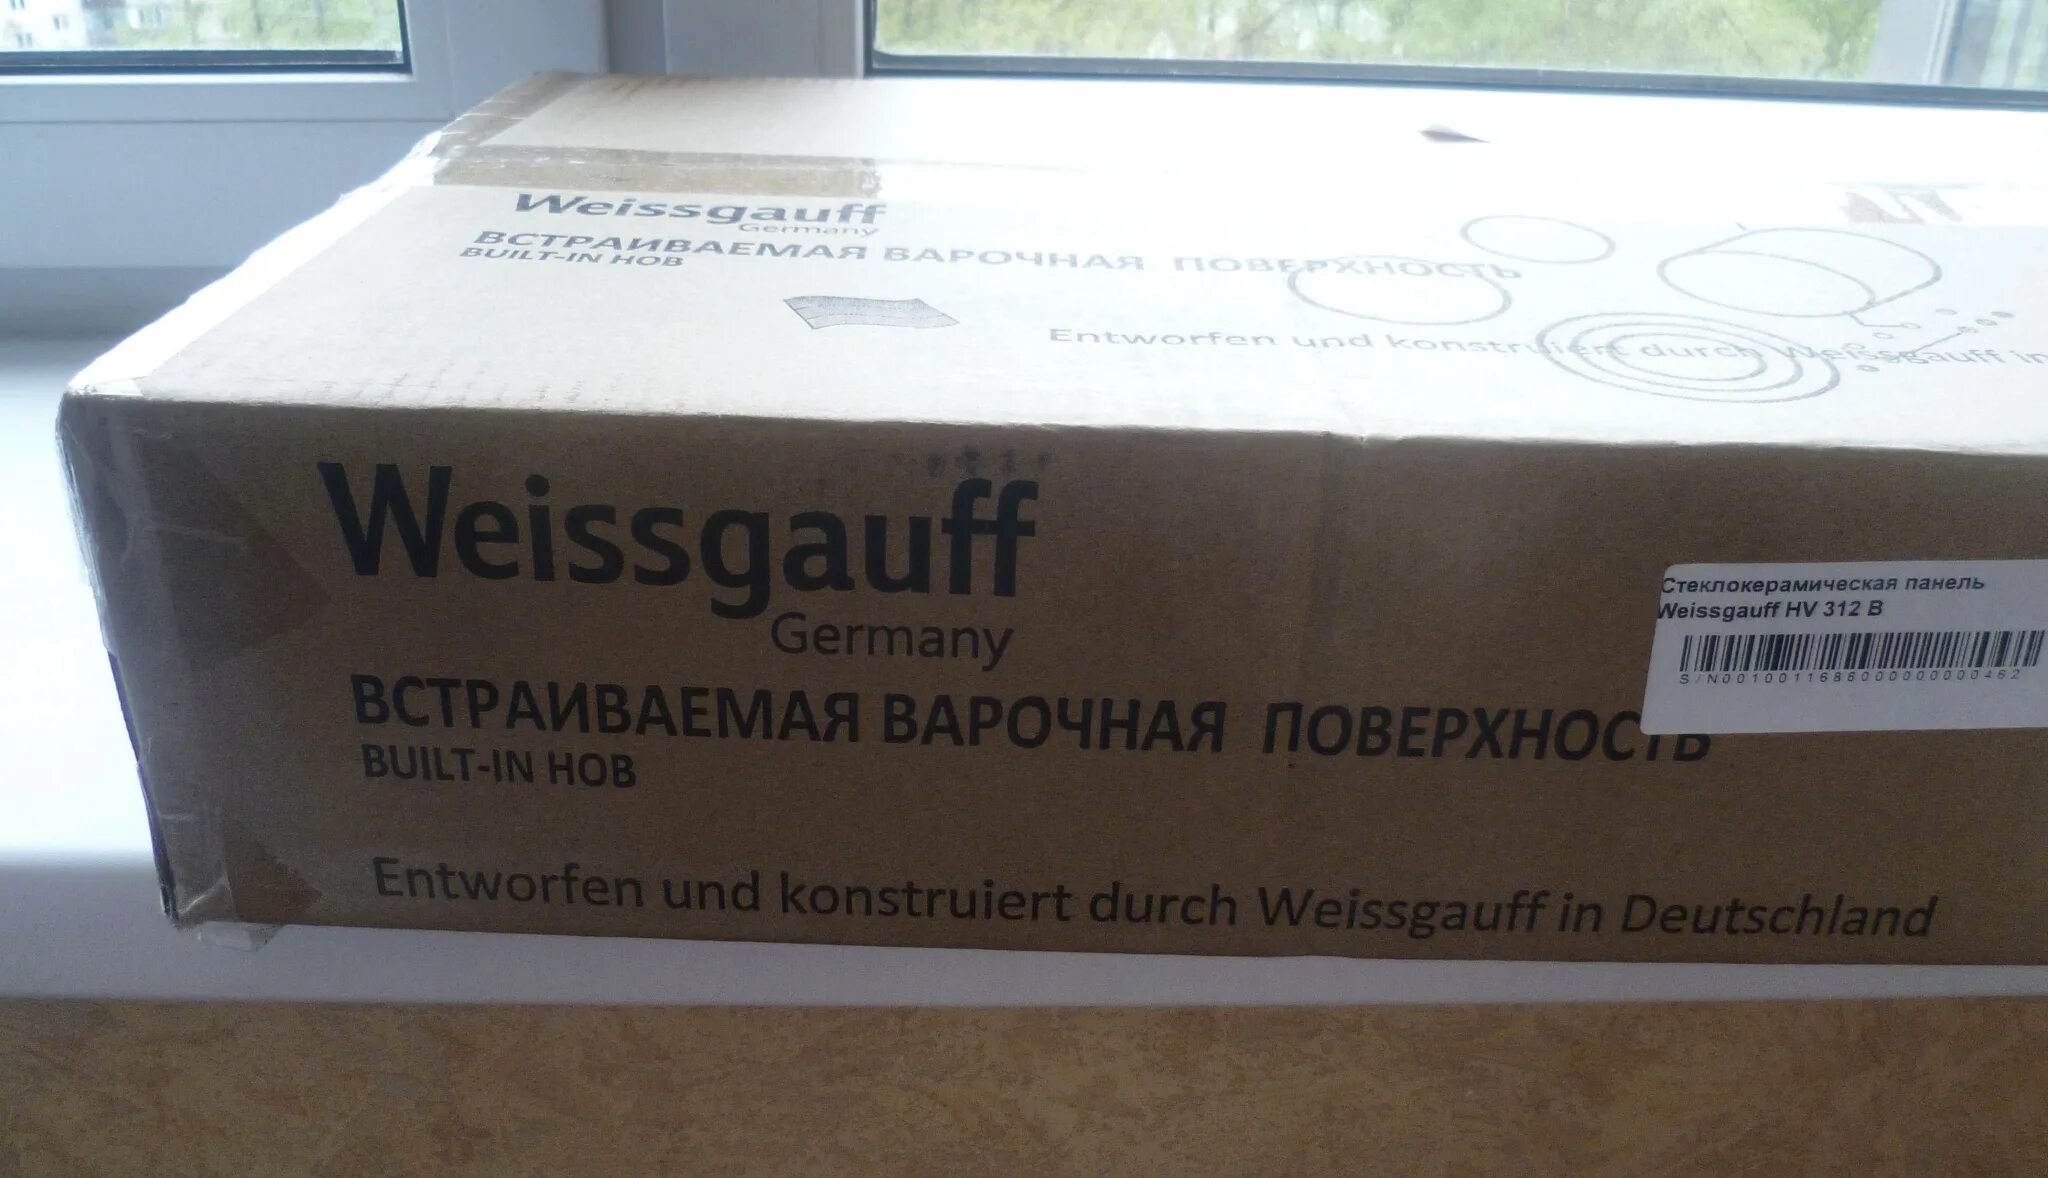 Weissgauff
Germany
ВСТРАИВАЕМАЯ ВАРОЧНАЯ ПОВЕРХНОСТЬ
BUILT-IN HOB
Entworfen und konstruiert durch Weissgauff in
Weissgauff
Germany
ВСТРАИВАЕМАЯ ВАРОЧНАЯ ПОВЕРХНОСТЬ
BUILT-IN HOB
Entworfen und konstruiert durch Weissgauff in Deutschland
Стеклокерамическая панель
Weissgauff HV 312 B